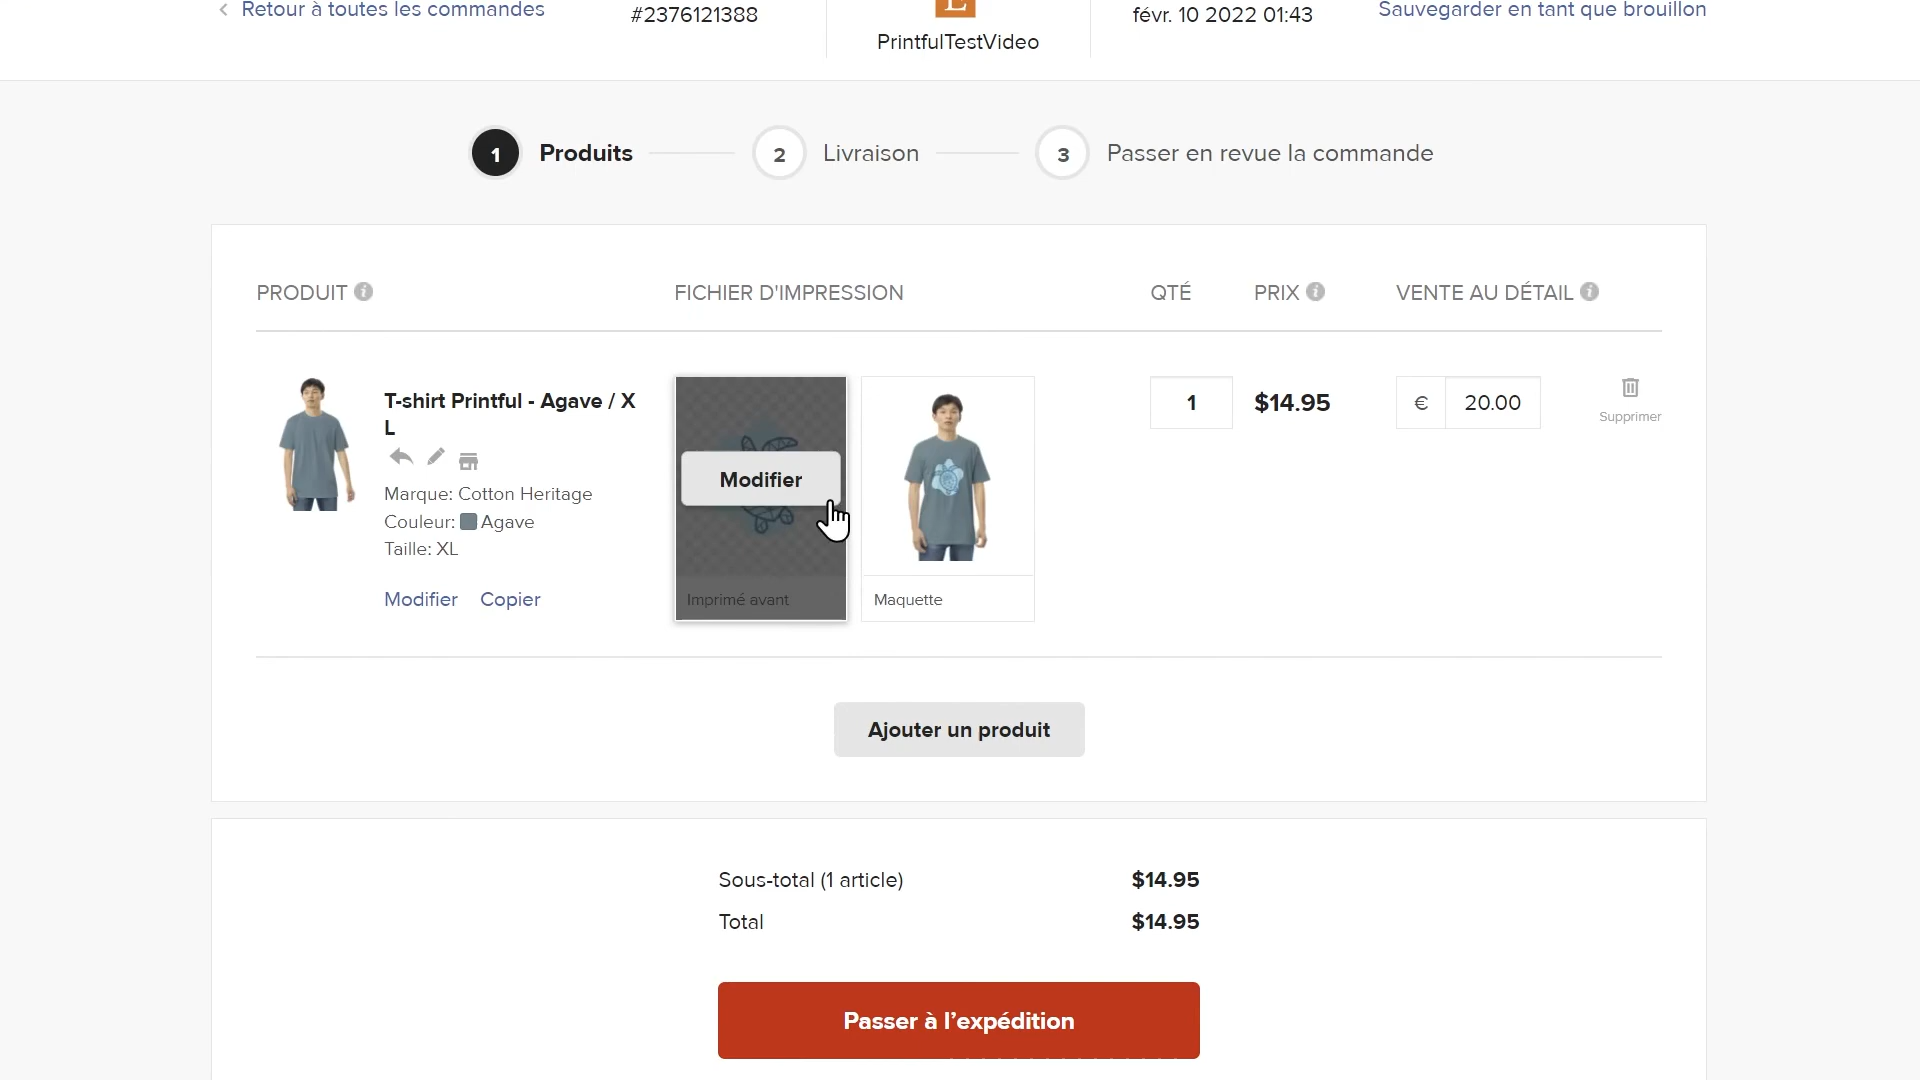 Retour à toutes les commandes
#2376121388
E
PrintfulTestVideo
févr. 10 2022 01:43
Sauvegarder en tant que brouillon
1 Produits
2 Livraison
3 Passer en revue la commande
PRODUIT
FICHIER D'IMPRESSION
QTÉ
PRIX
VENTE AU DÉTAIL
T-shirt Printful - Agave / X
L
Marque: Cotton Heritage
Couleur: Agave
Taille: XL
Modifier Copier
Modifier
Imprimé avant
Maquette
1
$14.95
€ 20.00
Supprimer
Ajouter un produit
Sous-total (1 article) $14.95
Total $14.95
Passer à l’expédition